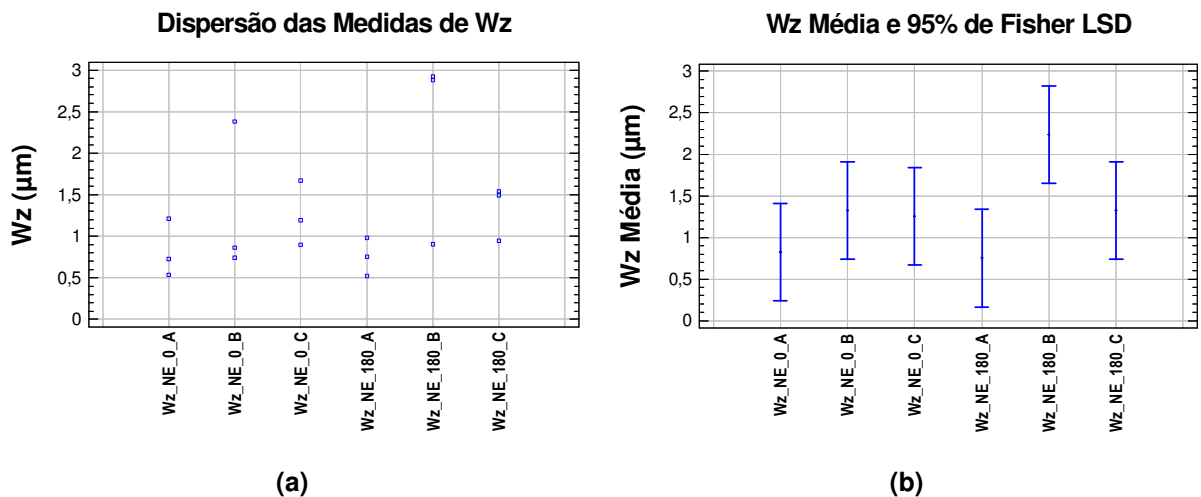 Dispersão das Medidas de Wz
Wz (µm)
3
2,5
2
1,5
1
0,5
0
Wz_NE_0_A
Wz_NE_0_B
Wz_NE_0_C
Wz_NE_180_A
Wz_NE_180_B
Wz_NE_180_C
(a)
Wz Média e 95% de Fisher LSD
Wz Média (µm)
3
2,5
2
1,5
1
0,5
0
Wz_NE_0_A
Wz_NE_0_B
Wz_NE_0_C
Wz_NE_180_A
Wz_NE_180_B
Wz_NE_180_C
(b)